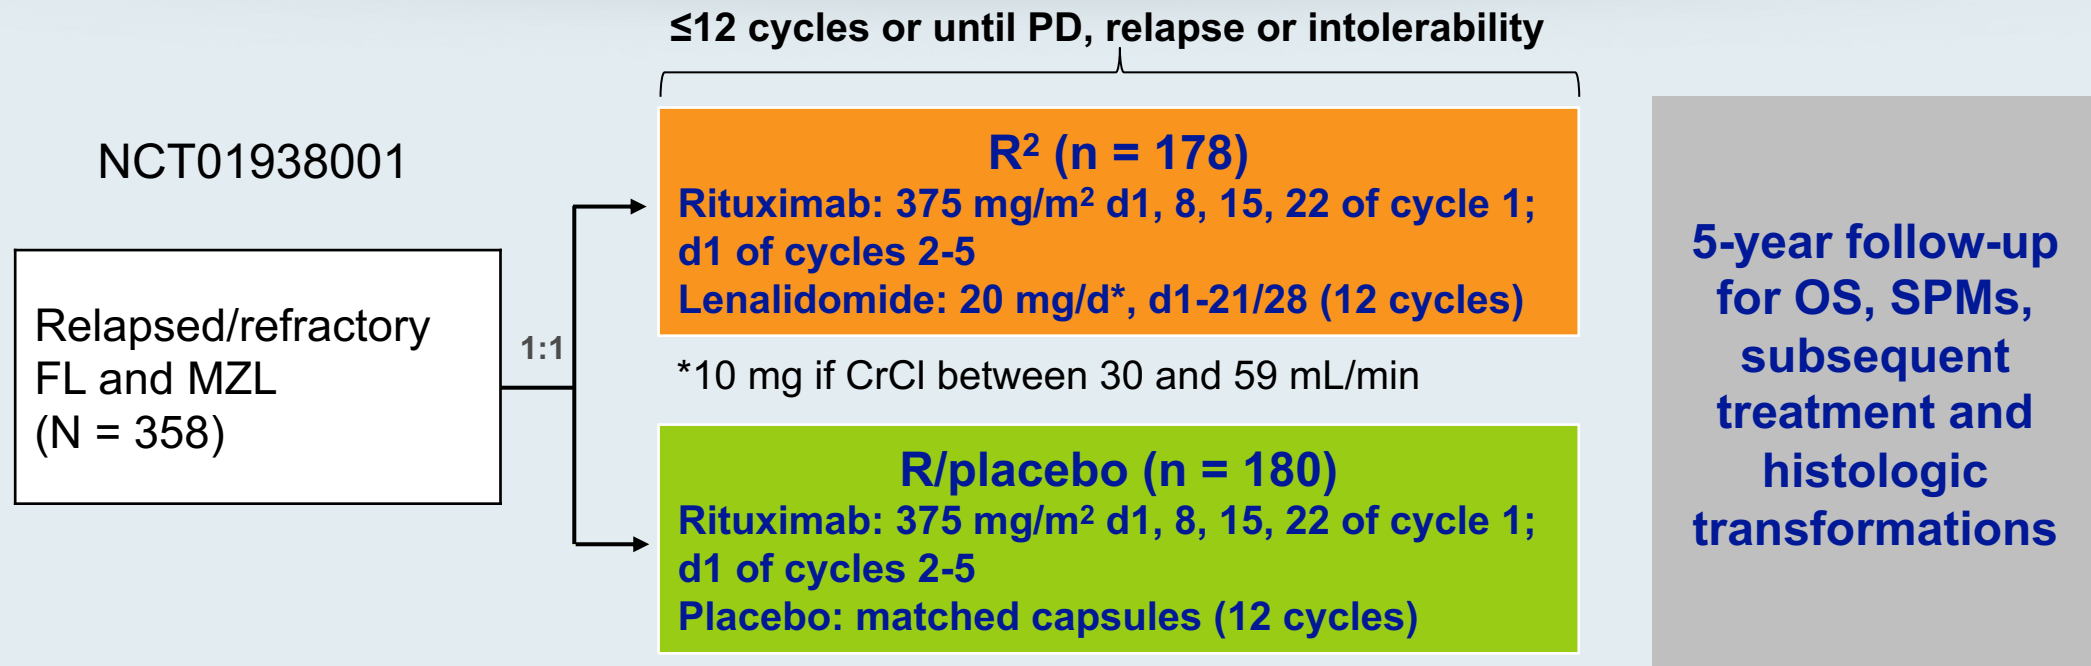 ≤12 cycles or until PD, relapse or intolerability
NCT01938001
Relapsed/refractory
FL and MZL
(N = 358)
1:1
R² (n = 178)
Rituximab: 375 mg/m² d1, 8, 15, 22 of cycle 1;
d1 of cycles 2-5
Lenalidomide: 20 mg/d*, d1-21/28 (12 cycles)
*10 mg if CrCl between 30 and 59 mL/min
R/placebo (n = 180)
Rituximab: 375 mg/m² d1, 8, 15, 22 of cycle 1;
d1 of cycles 2-5
Placebo: matched capsules (12 cycles)
5-year follow-up
for OS, SPMs,
subsequent
treatment and
histologic
transformations